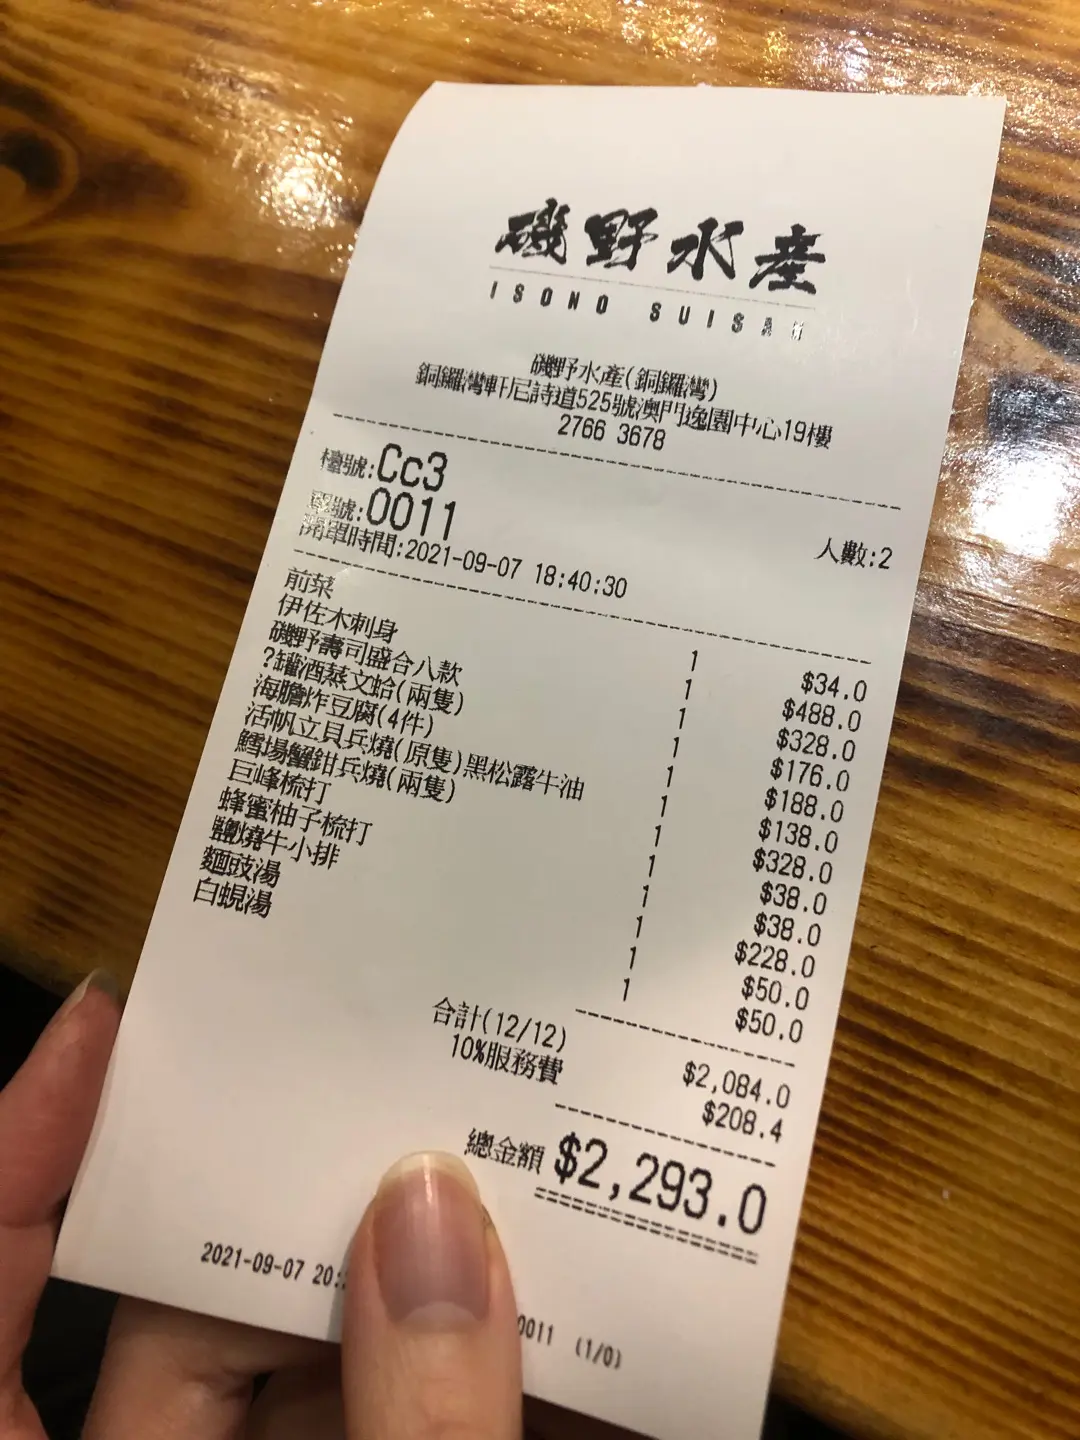 磯野水產
ISONO SUISAN
磯野水產(銅鑼灣)
銅鑼灣軒尼詩道525號澳門逸園中心19樓
2766 3678
檯號:Cc3
單號:0011 人數:2
開單時間:2021-09-07 18:40:30
前菜 1 $34.0
伊佐木刺身 1 $488.0
磯野壽司盛合八款 1 $328.0
?罐酒蒸文蛤(兩隻) 1 $176.0
海膽炸豆腐(4件) 1 $188.0
活帆立貝兵燒(原隻)黑松露牛油 1 $138.0
鱈場蟹鉗兵燒(兩隻) 1 $328.0
巨峰梳打 1 $38.0
蜂蜜柚子梳打 1 $38.0
鹽燒牛小排 1 $228.0
麵豉湯 1 $50.0
白蜆湯 1 $50.0
合計(12/12) $2,084.0
10%服務費 $208.4
總金額 $2,293.0
2021-09-07 20: 0011 (1/0)